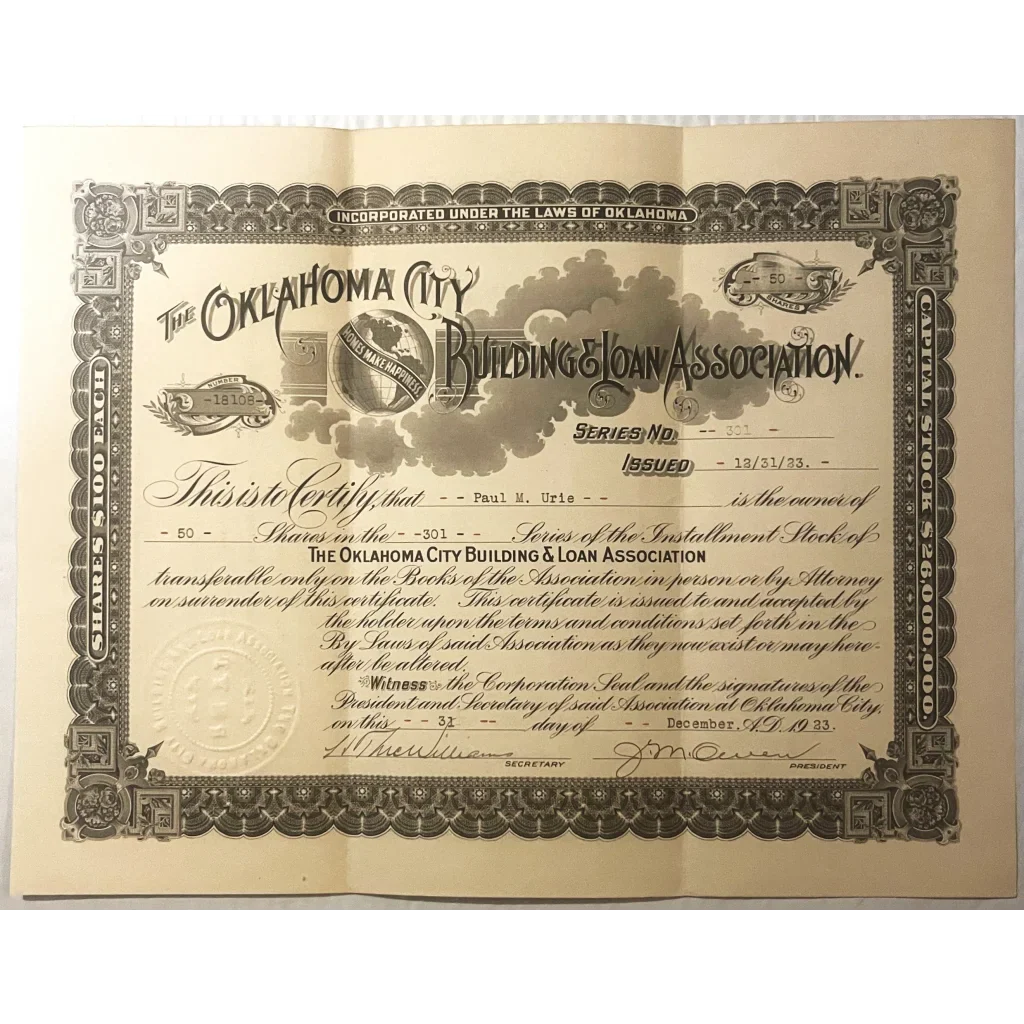 INCORPORATED UNDER THE LAWS OF OKLAHOMA
THE OKLAHOMA CITY
BUILDING & LOAN ASSOCIATION.
HOMES MAKE HAPPINESS
- 50 -
SHARES
NUMBER
-18108-
SERIES NO. -- 301 -
ISSUED - 12/31/23. -
This is to Certify, that -- Paul M. Urie -- is the owner of
- 50 - Shares in the - -301 - - Series of the Installment Stock of
THE OKLAHOMA CITY BUILDING & LOAN ASSOCIATION
transferable only on the Books of the Association in person or by Attorney
on surrender of this certificate. This certificate is issued to and accepted by
the holder upon the terms and conditions set forth in the
By Laws of said Association as they now exist or may here-
after be altered.
Witness the Corporation Seal and the signatures of the
President and Secretary of said Association at Oklahoma City,
on this - - 31 -- day of - - December. A.D. 1923.
McWilliams
SECRETARY
J. M. Owen
PRESIDENT
SHARES $100 EACH
CAPITAL STOCK $26,000,000.